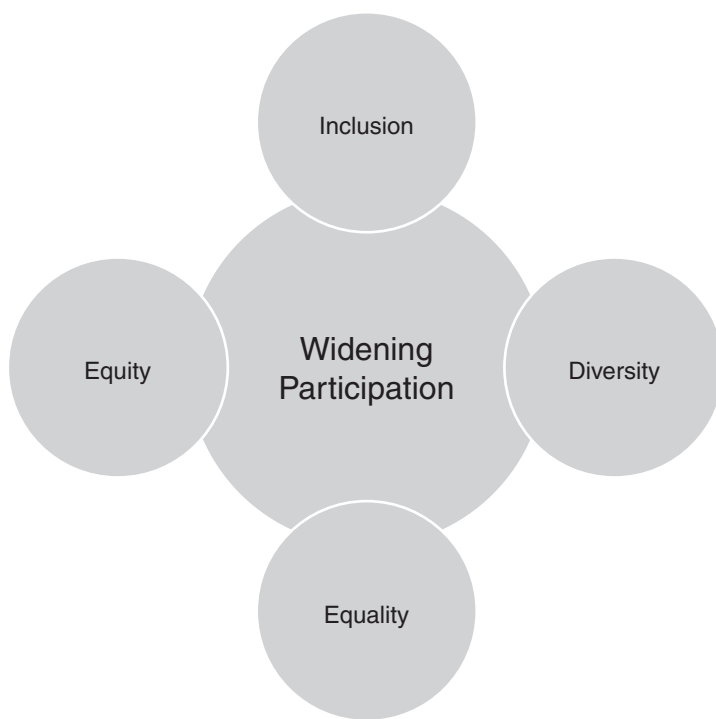 Inclusion
Widening
Participation
Equity
Diversity
Equality